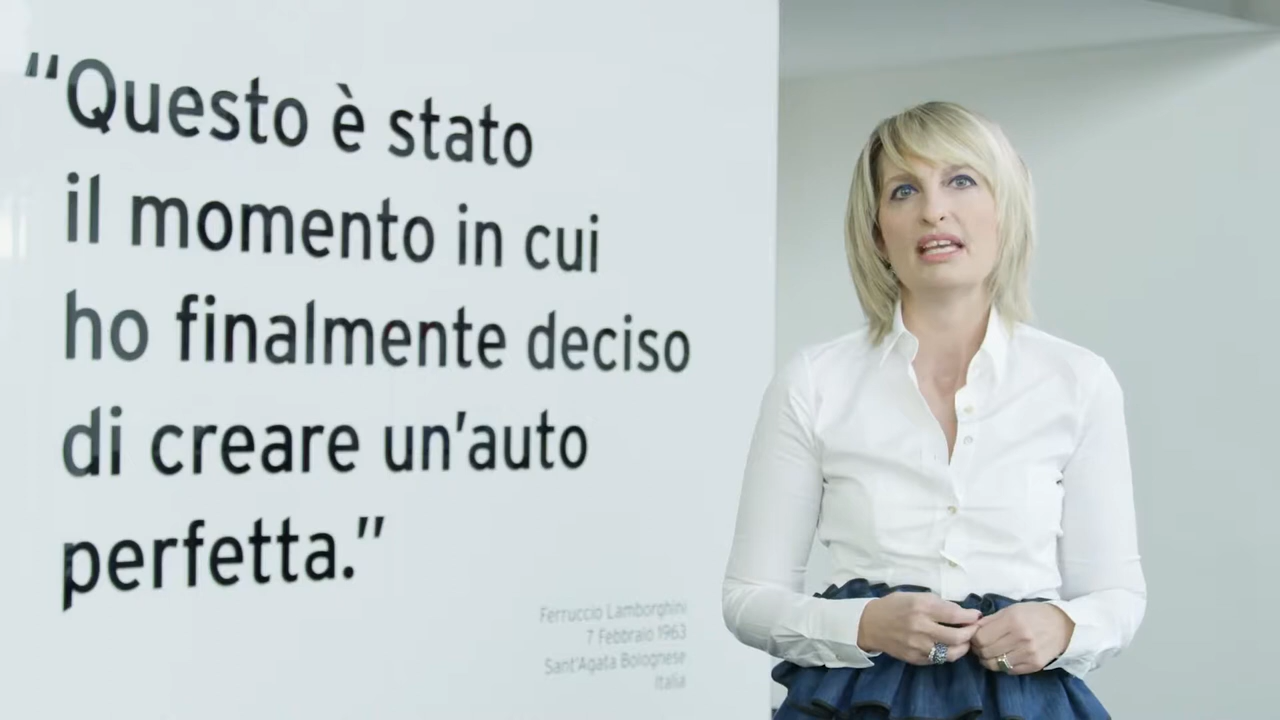 “Questo è stato
il momento in cui
ho finalmente deciso
di creare un’auto
perfetta.”
Ferruccio Lamborghini
7 Febbraio 1963
Sant'Agata Bolognese
Italia